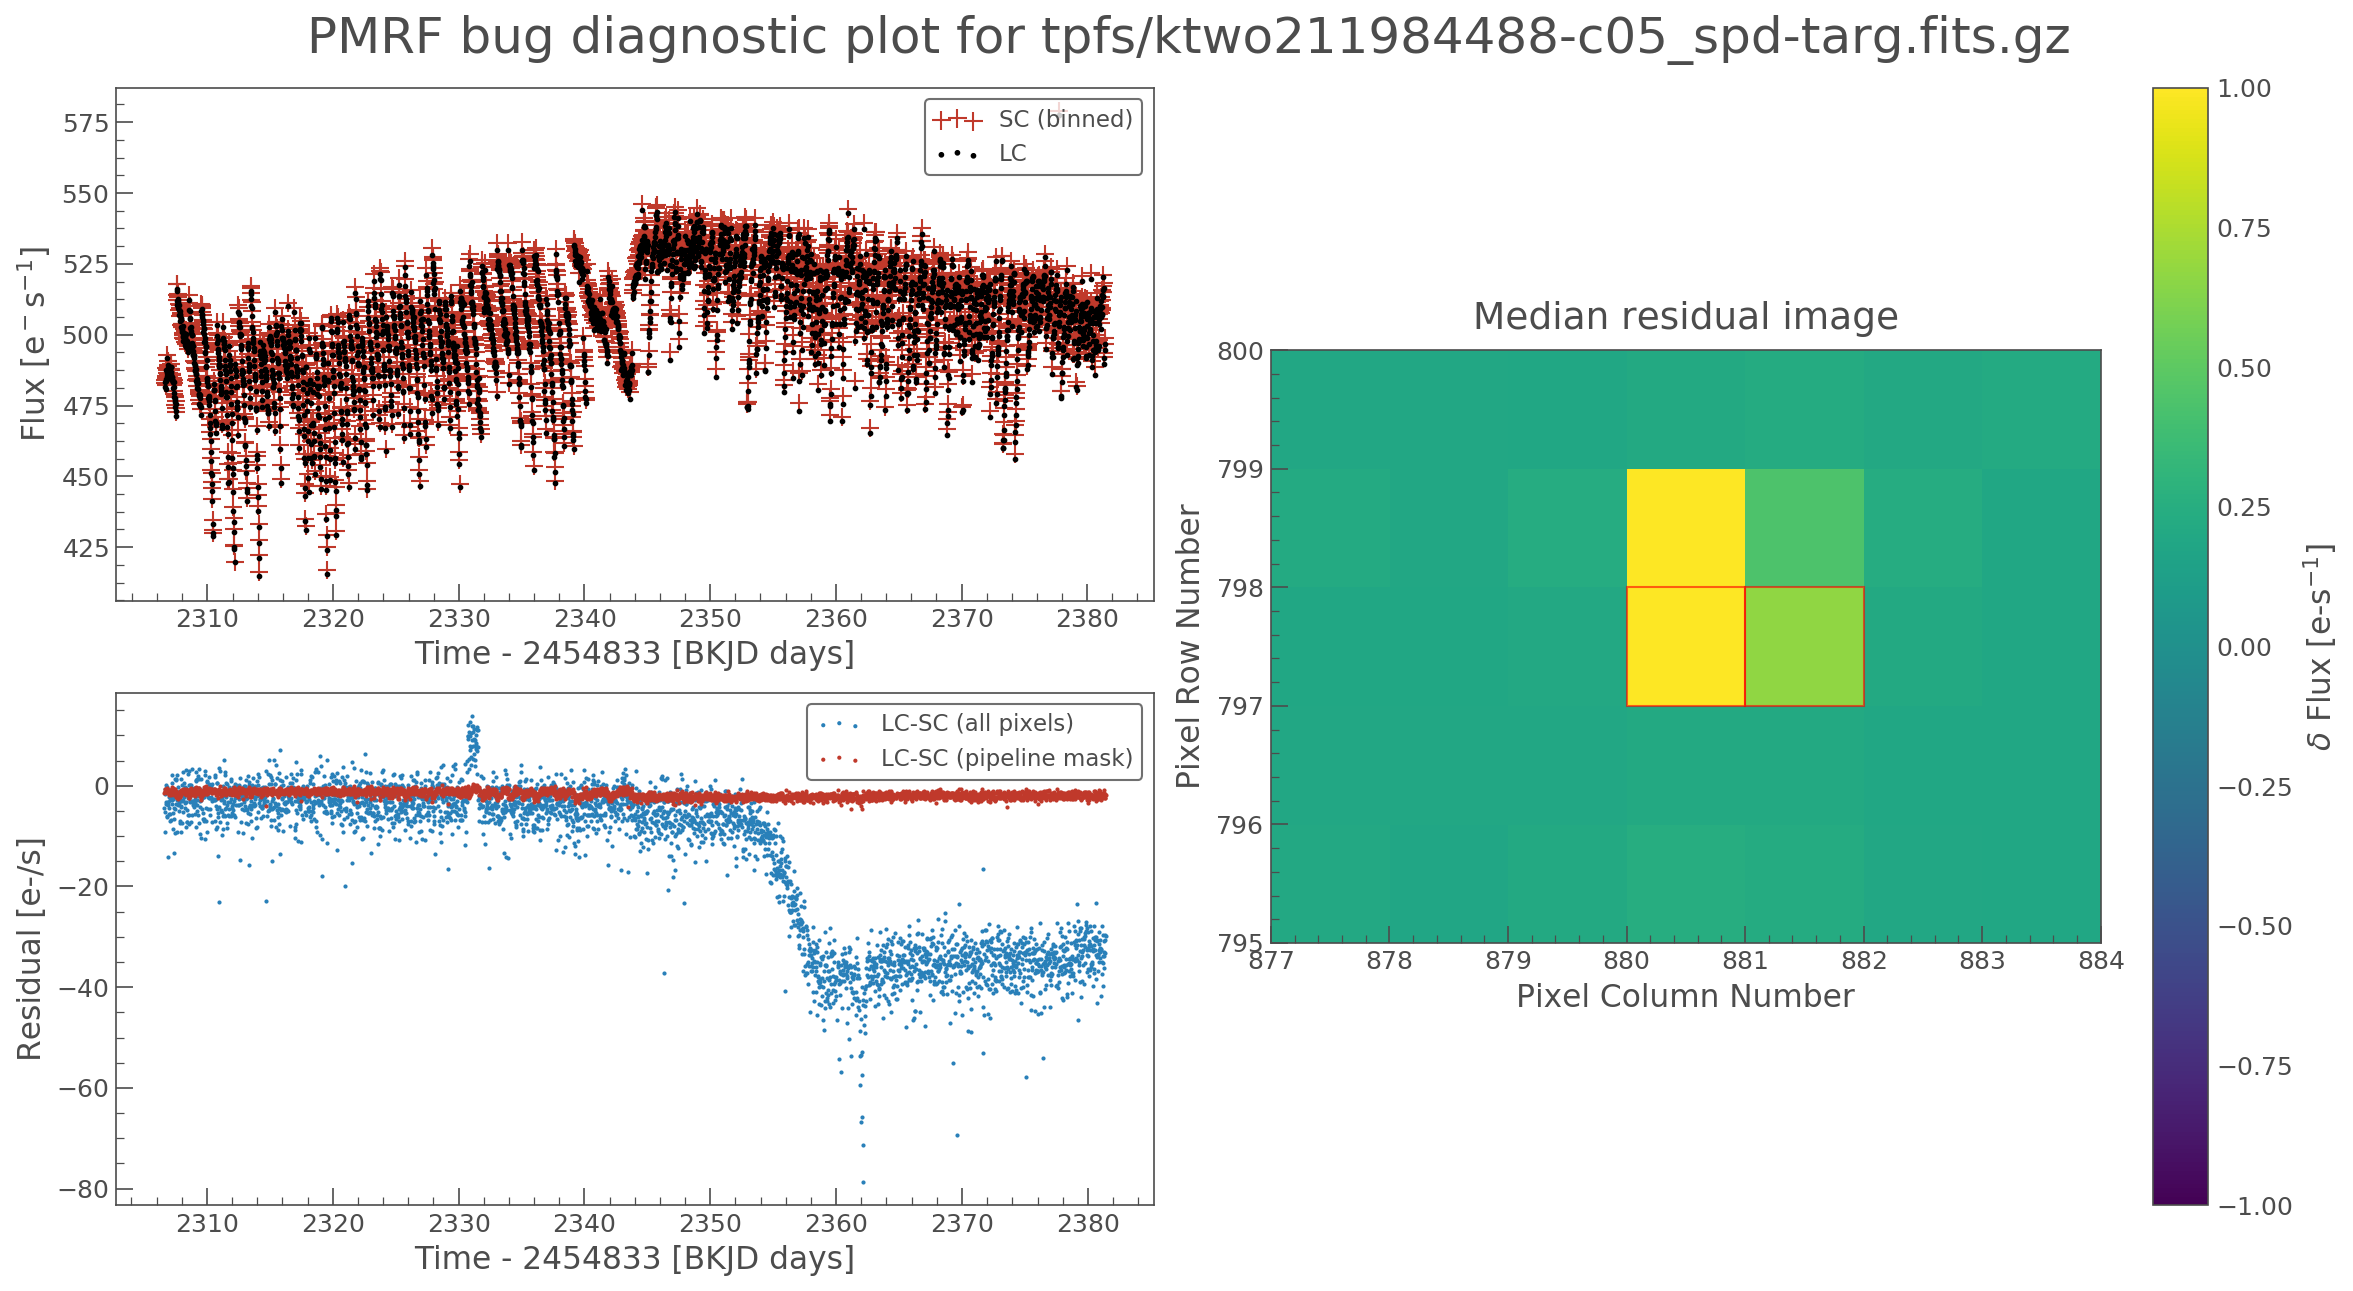 PMRF bug diagnostic plot for tpfs/ktwo211984488-c05_spd-targ.fits.gz
SC (binned)
LC
575
550
525
500
475
450
425
Flux [e⁻ s⁻¹]
2310 2320 2330 2340 2350 2360 2370 2380
Time - 2454833 [BKJD days]
LC-SC (all pixels)
LC-SC (pipeline mask)
0
−20
−40
−60
−80
Residual [e-/s]
2310 2320 2330 2340 2350 2360 2370 2380
Time - 2454833 [BKJD days]
Median residual image
800
799
798
797
796
795
Pixel Row Number
877 878 879 880 881 882 883 884
Pixel Column Number
1.00
0.75
0.50
0.25
0.00
−0.25
−0.50
−0.75
−1.00
δ Flux [e-s⁻¹]